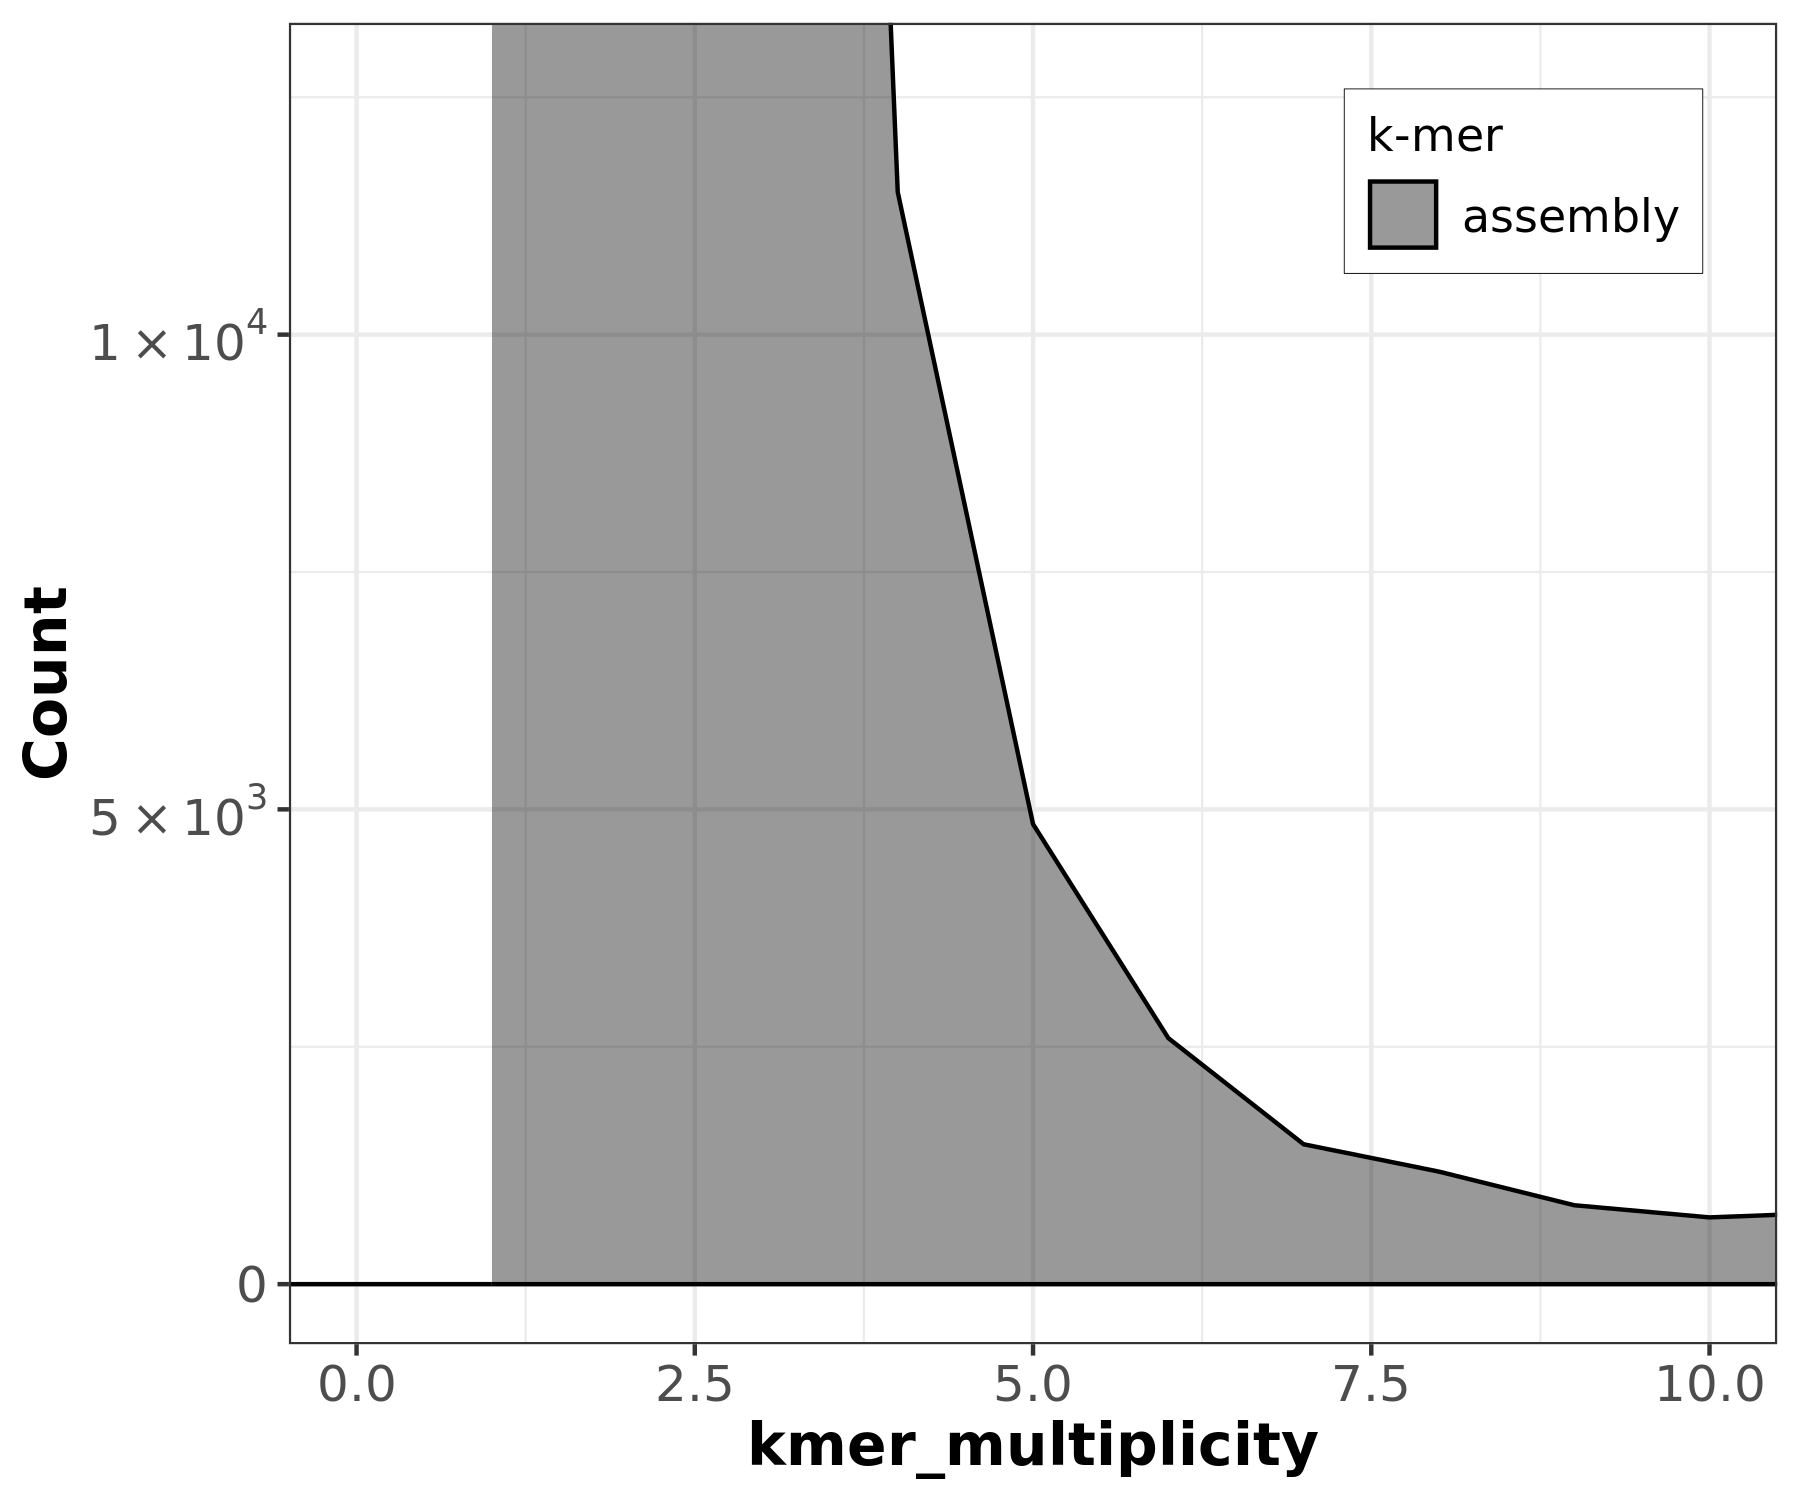 k-mer
assembly
1×10⁴
5×10³
0
Count
0.0 2.5 5.0 7.5 10.0
kmer_multiplicity